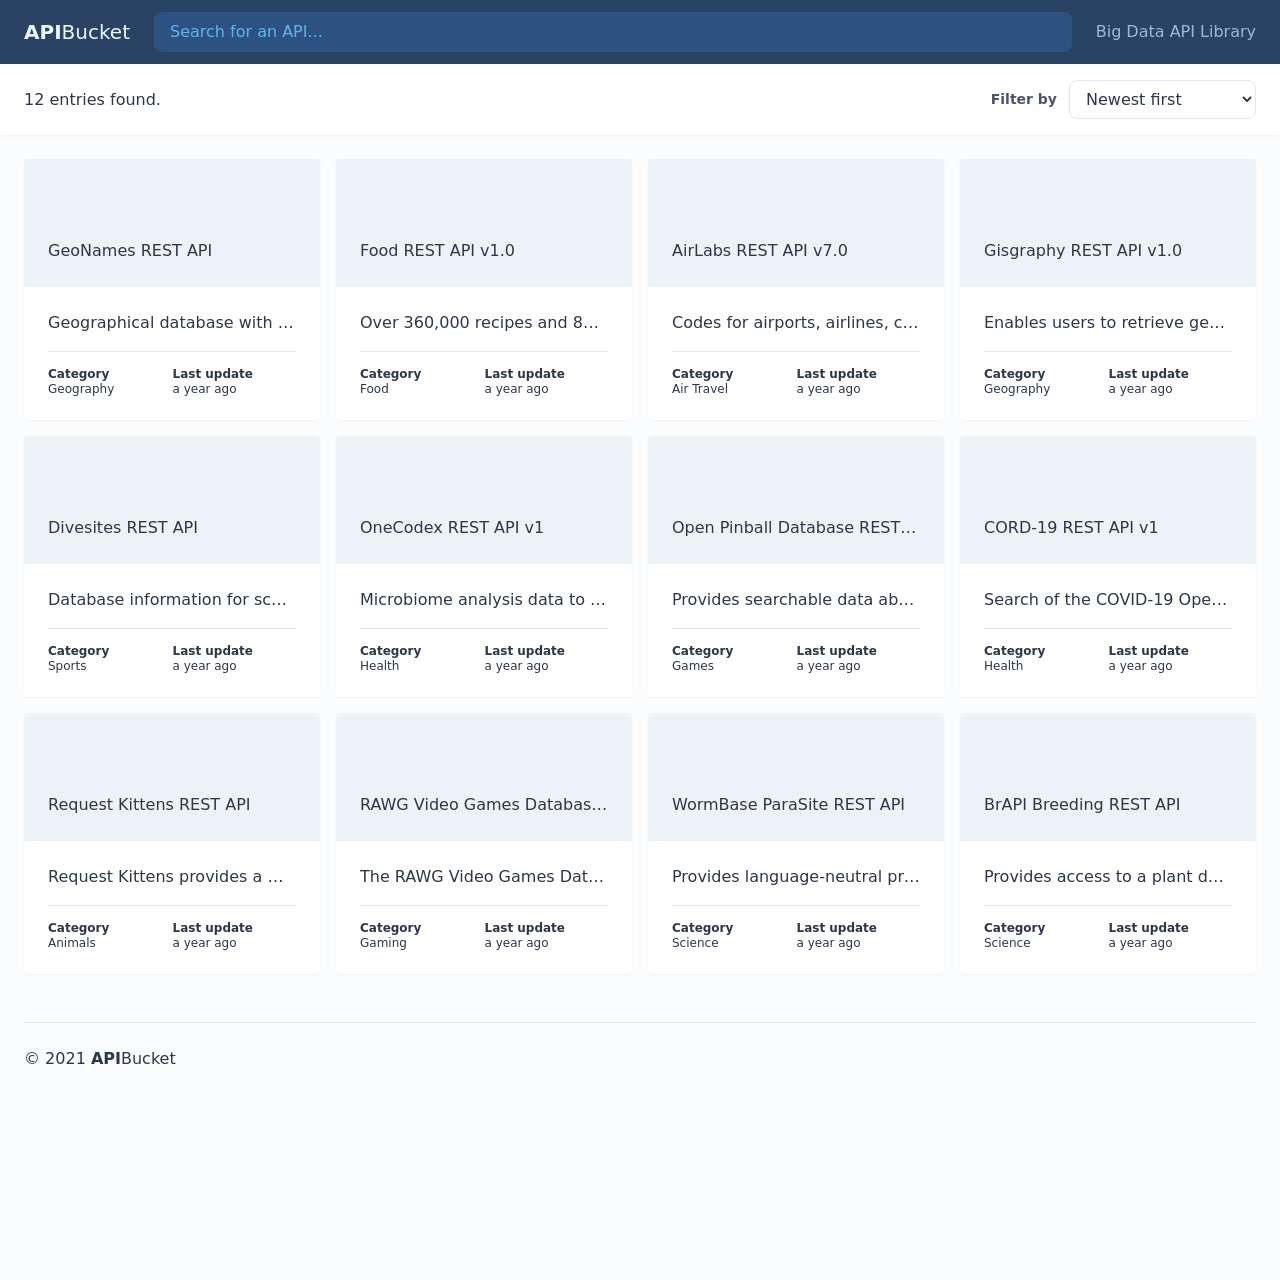 APIBucket
Search for an API...
Big Data API Library
12 entries found.
Filter by
Newest first
GeoNames REST API
Geographical database with ...
Category
Last update
Geography
a year ago
Food REST API v1.0
Over 360,000 recipes and 8...
Category
Last update
Food
a year ago
AirLabs REST API v7.0
Codes for airports, airlines, c...
Category
Last update
Air Travel
a year ago
Gisgraphy REST API v1.0
Enables users to retrieve ge...
Category
Last update
Geography
a year ago
Divesites REST API
Database information for sc...
Category
Last update
Sports
a year ago
OneCodex REST API v1
Microbiome analysis data to ...
Category
Last update
Health
a year ago
Open Pinball Database REST...
Provides searchable data ab...
Category
Last update
Games
a year ago
CORD-19 REST API v1
Search of the COVID-19 Ope...
Category
Last update
Health
a year ago
Request Kittens REST API
Request Kittens provides a ...
Category
Last update
Animals
a year ago
RAWG Video Games Databas...
The RAWG Video Games Dat...
Category
Last update
Gaming
a year ago
WormBase ParaSite REST API
Provides language-neutral pr...
Category
Last update
Science
a year ago
BrAPI Breeding REST API
Provides access to a plant d...
Category
Last update
Science
a year ago
© 2021 APIBucket